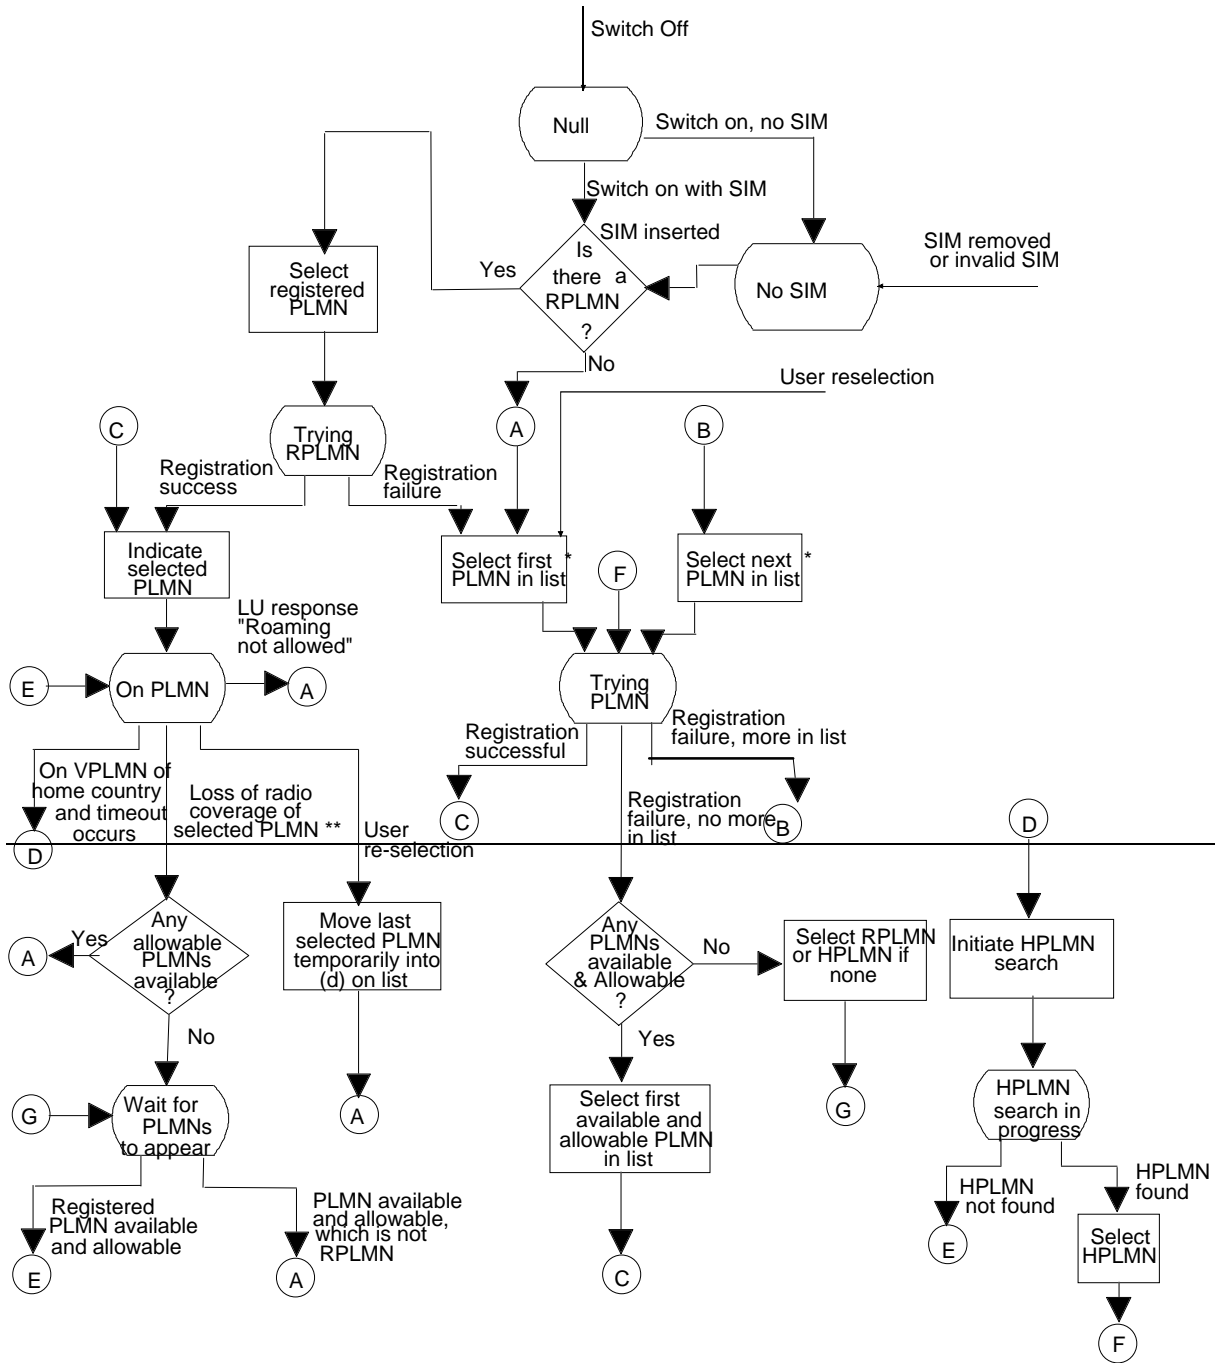 Switch Off
Null
Switch on, no SIM
Switch on with SIM
SIM inserted
SIM removed
or invalid SIM
Select
registered
PLMN
Yes
Is
there a
RPLMN
?
No SIM
No
User reselection
C
Trying
RPLMN
A
B
Registration
success
Registration
failure
Indicate
selected
PLMN
Select first *
PLMN in list
F
Select next *
PLMN in list
LU response
"Roaming
not allowed"
E
On PLMN
A
Trying
PLMN
Registration
successful
Registration
failure, more in list
On VPLMN of
home country
and timeout
occurs
Loss of radio
coverage of
selected PLMN **
User
re-selection
C
Registration
failure, no more
in list
B
D
D
A
Yes
Any
allowable
PLMNs
available
?
Move last
selected PLMN
temporarily into
(d) on list
Any
PLMNs
available
& Allowable
?
No
Select RPLMN
or HPLMN if
none
Initiate HPLMN
search
No
Yes
G
Wait for
PLMNs
to appear
A
Select first
available and
allowable PLMN
in list
G
HPLMN
search in
progress
Registered
PLMN available
and allowable
PLMN available
and allowable,
which is not
RPLMN
HPLMN
not found
HPLMN
found
E
A
C
E
Select
HPLMN
F